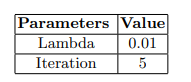 Parameters Value
Lambda 0.01
Iteration 5